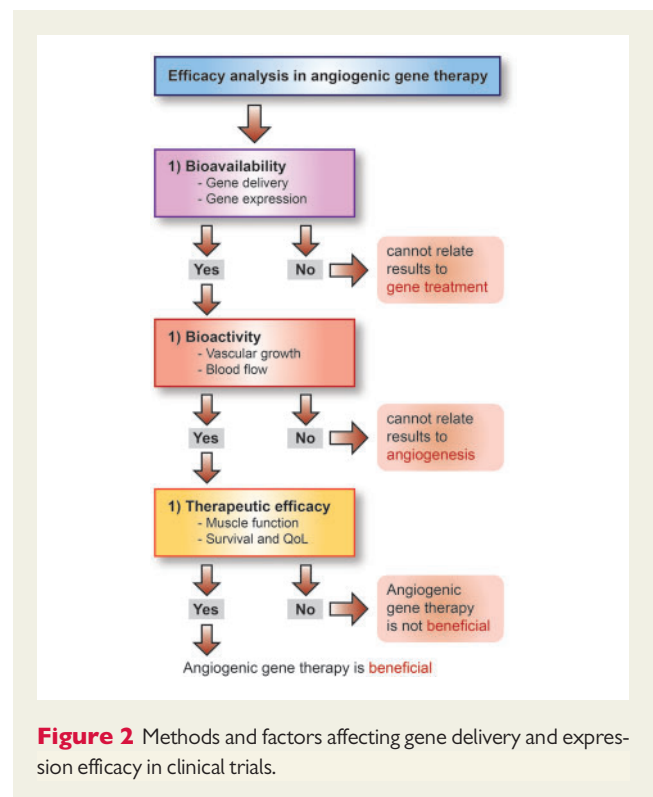 Efficacy analysis in angiogenic gene therapy
1) Bioavailability
- Gene delivery
- Gene expression
Yes
No
cannot relate
results to
gene treatment
1) Bioactivity
- Vascular growth
- Blood flow
Yes
No
cannot relate
results to
angiogenesis
1) Therapeutic efficacy
- Muscle function
- Survival and QoL
Yes
No
Angiogenic
gene therapy
is not beneficial
Angiogenic gene therapy is beneficial
Figure 2 Methods and factors affecting gene delivery and expres-
sion efficacy in clinical trials.